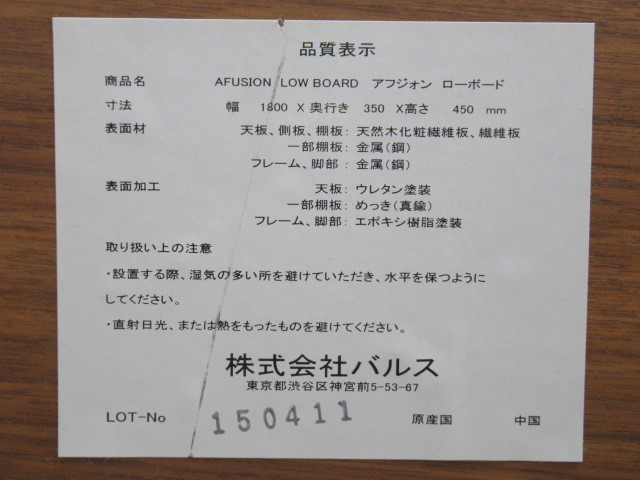 品質表示
商品名 AFUSION LOW BOARD アフジォン ローボード
寸法 幅 1800 X 奥行き 350 X高さ 450 mm
表面材 天板、側板、棚板: 天然木化粧繊維板、繊維板
一部棚板: 金属(鋼)
フレーム、脚部 : 金属(鋼)
表面加工 天板: ウレタン塗装
一部棚板: めっき(真鍮)
フレーム、脚部: エポキシ樹脂塗装
取り扱い上の注意
・設置する際、湿気の多い所を避けていただき、水平を保つように
してください。
・直射日光、または熱をもったものを避けてください。
株式会社バルス
東京都渋谷区神宮前5-53-67
LOT-No 150411 原産国 中国